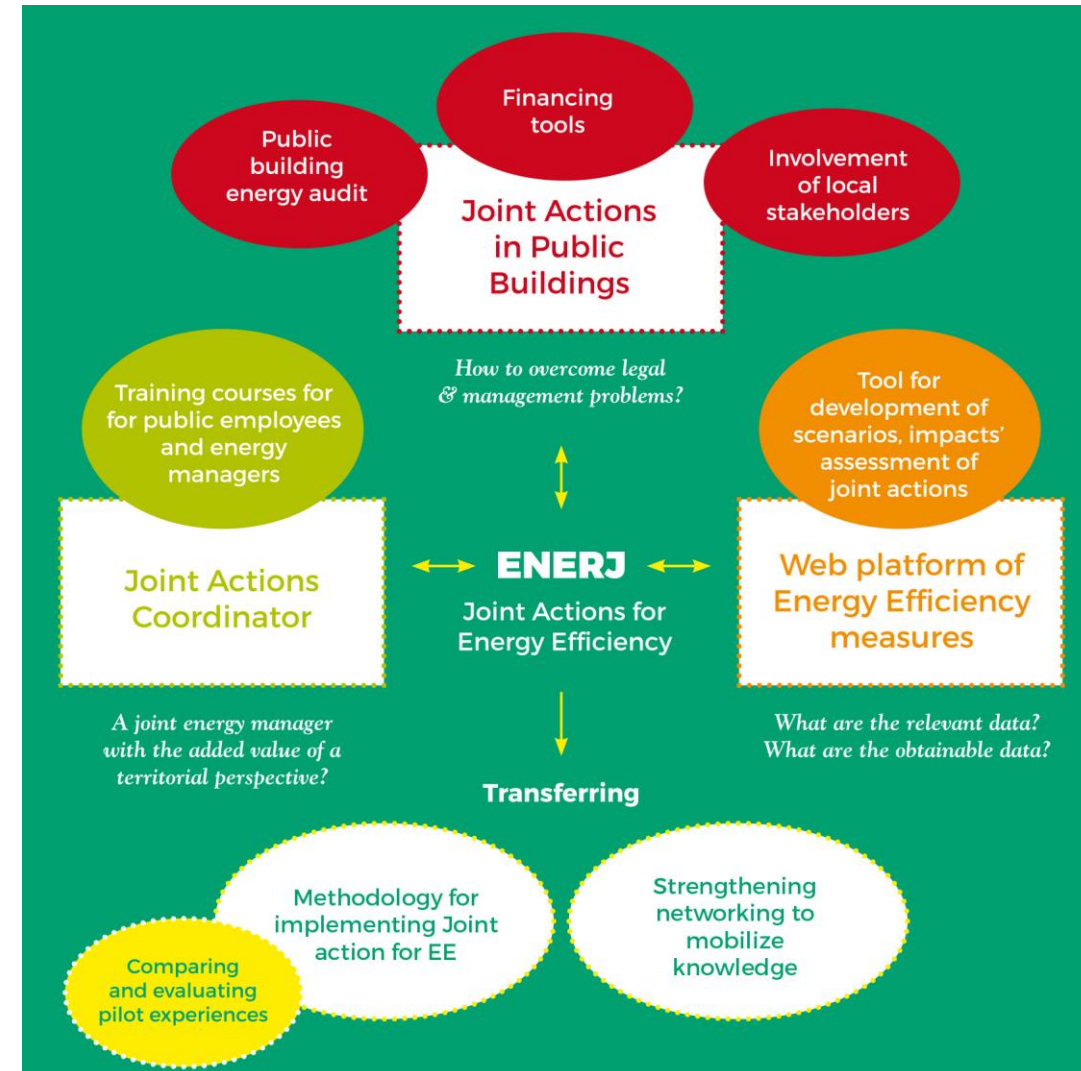 Financing
tools
Public
building
energy audit
Involvement
of local
stakeholders
Joint Actions
in Public
Buildings
How to overcome legal
& management problems?
Training courses for
for public employees
and energy
managers
Tool for
development of
scenarios, impacts’
assessment of
joint actions
Joint Actions
Coordinator
ENERJ
Joint Actions for
Energy Efficiency
Web platform of
Energy Efficiency
measures
A joint energy manager
with the added value of a
territorial perspective?
What are the relevant data?
What are the obtainable data?
Transferring
Methodology for
implementing Joint
action for EE
Strengthening
networking to
mobilize
knowledge
Comparing
and evaluating
pilot experiences